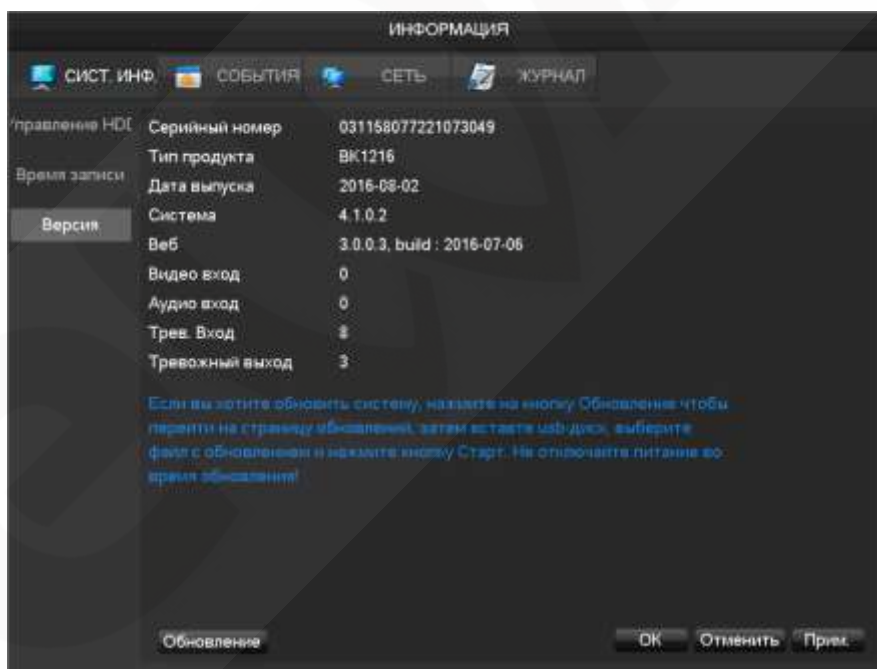 ИНФОРМАЦИЯ
СИСТ. ИНФ. СОБЫТИЯ СЕТЬ ЖУРНАЛ
Управление HDD
Серийный номер 031158077221073049
Тип продукта BK1216
Время записи
Дата выпуска 2016-08-02
Система 4.1.0.2
Версия
Веб 3.0.0.3, build : 2016-07-06
Видео вход 0
Аудио вход 0
Трев. Вход 8
Тревожный выход 3
Если вы хотите обновить систему, нажмите на кнопку Обновление чтобы
перейти на страницу обновлений, затем вставте usb-диск, выберите
файл с обновлением и нажмите кнопку Старт. Не отключайте питание во
время обновления!
Обновление ОК Отменить Прим.